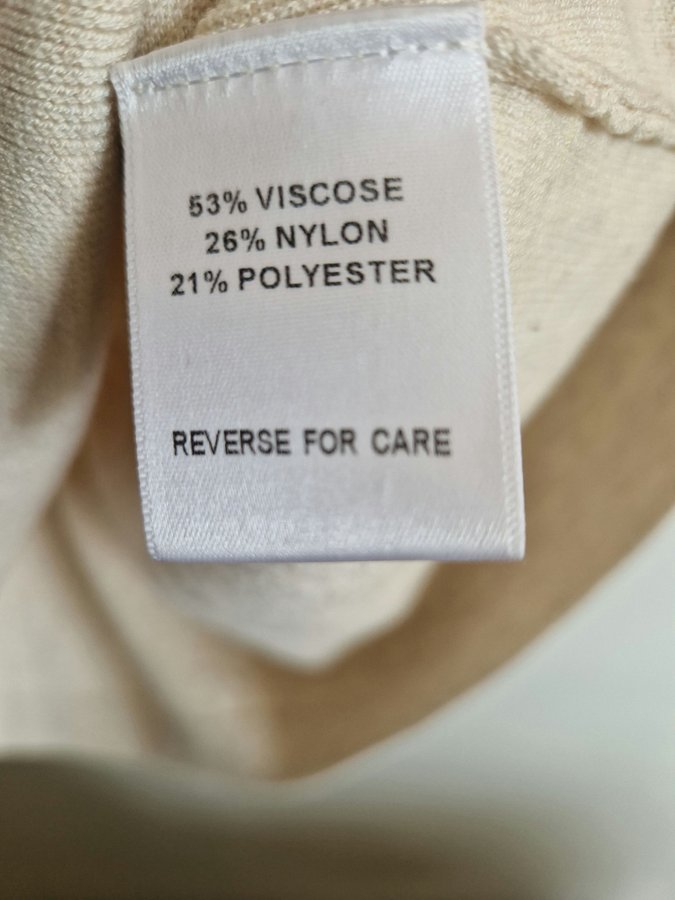 53% VISCOSE
26% NYLON
21% POLYESTER
REVERSE FOR CARE